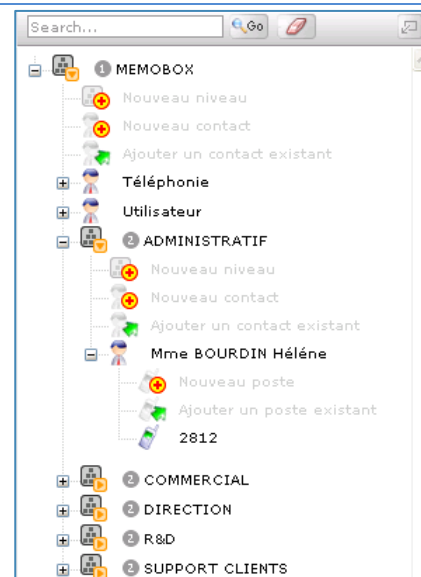 Search... Go
1 MEMOBOX
Nouveau niveau
Nouveau contact
Ajouter un contact existant
Téléphonie
Utilisateur
2 ADMINISTRATIF
Nouveau niveau
Nouveau contact
Ajouter un contact existant
Mme BOURDIN Héléne
Nouveau poste
Ajouter un poste existant
2812
2 COMMERCIAL
2 DIRECTION
2 R&D
2 SUPPORT CLIENTS